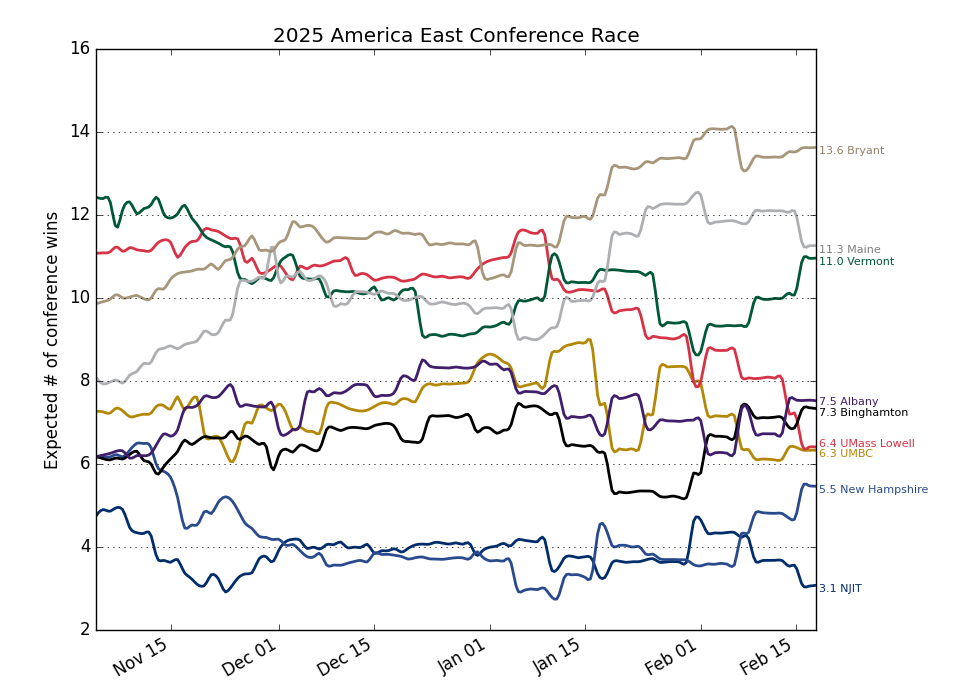 2025 America East Conference Race
Expected # of conference wins
16
14
12
10
8
6
4
2
13.6 Bryant
11.3 Maine
11.0 Vermont
7.5 Albany
7.3 Binghamton
6.4 UMass Lowell
6.3 UMBC
5.5 New Hampshire
3.1 NJIT
Nov 15
Dec 01
Dec 15
Jan 01
Jan 15
Feb 01
Feb 15